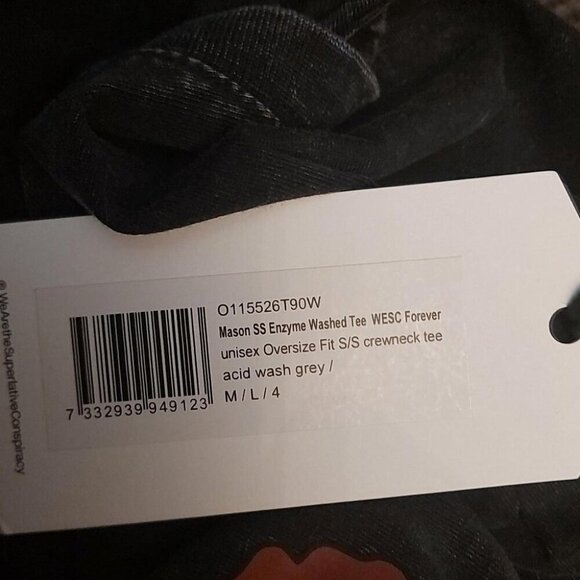 O115526T90W
Mason SS Enzyme Washed Tee WESC Forever
unisex Oversize Fit S/S crewneck tee
acid wash grey /
M / L / 4
7 332939 949123
® WeAretheSuperlativeConspiracy